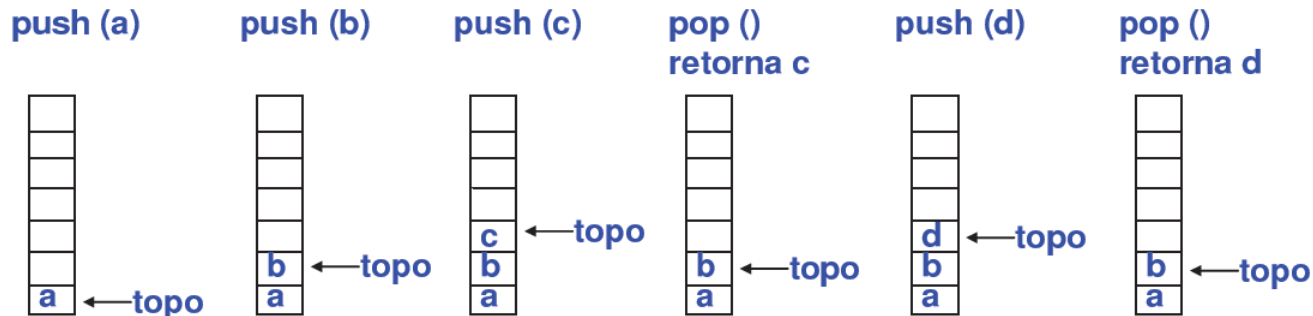 push (a)
push (b)
push (c)
pop ()
retorna c
push (d)
pop ()
retorna d
a
topo
b
a
topo
c
b
a
topo
b
a
topo
d
b
a
topo
b
a
topo